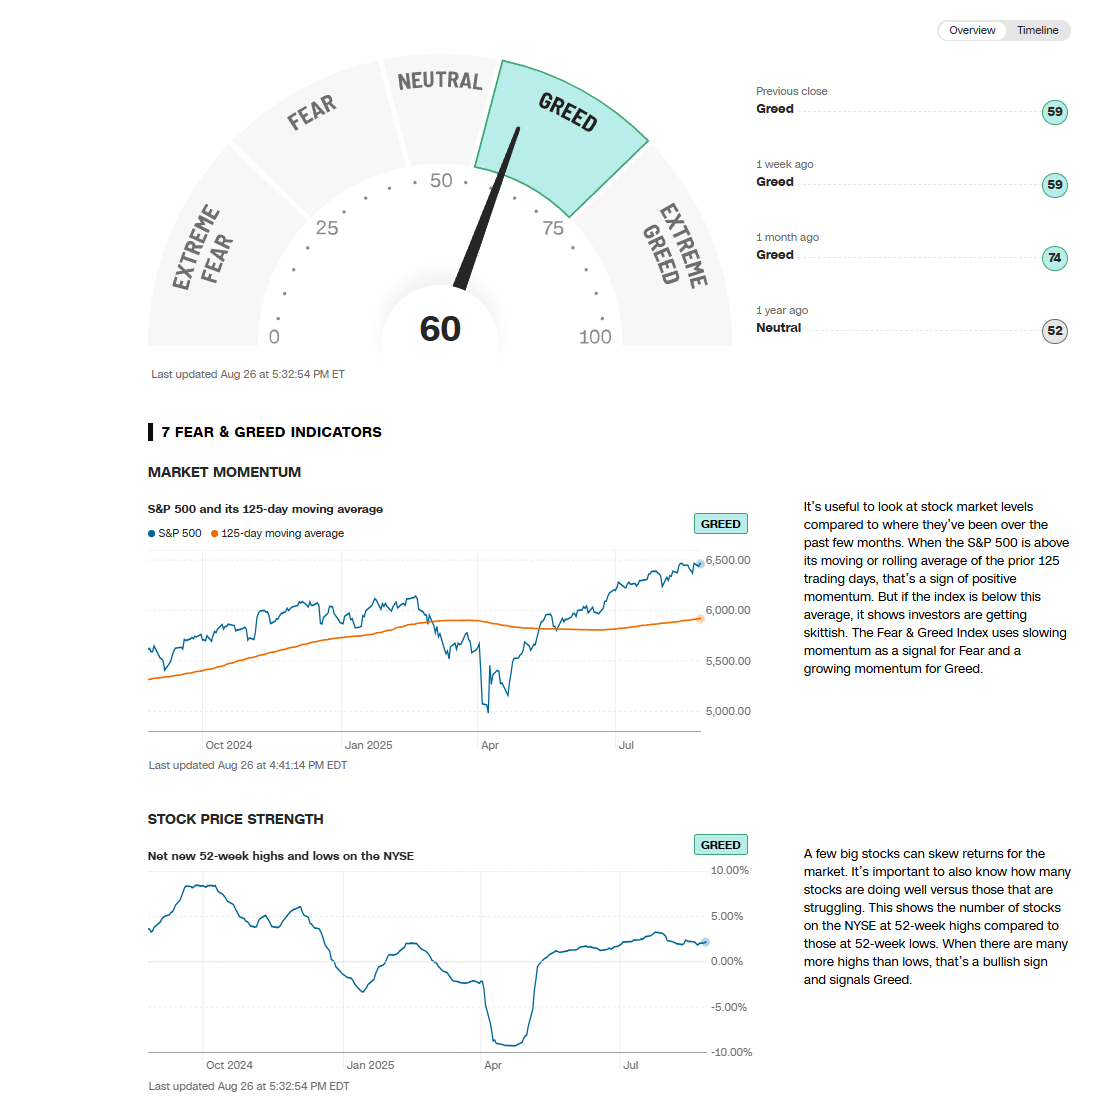 Overview Timeline
EXTREME FEAR
FEAR
NEUTRAL
GREED
EXTREME GREED
0
25
50
75
100
60
Last updated Aug 26 at 5:32:54 PM ET
Previous close
Greed 59
1 week ago
Greed 59
1 month ago
Greed 74
1 year ago
Neutral 52
7 FEAR & GREED INDICATORS
MARKET MOMENTUM
S&P 500 and its 125-day moving average
GREED
S&P 500 125-day moving average
6,500.00
6,000.00
5,500.00
5,000.00
Oct 2024 Jan 2025 Apr Jul
Last updated Aug 26 at 4:41:14 PM EDT
It's useful to look at stock market levels
compared to where they've been over the
past few months. When the S&P 500 is above
its moving or rolling average of the prior 125
trading days, that's a sign of positive
momentum. But if the index is below this
average, it shows investors are getting
skittish. The Fear & Greed Index uses slowing
momentum as a signal for Fear and a
growing momentum for Greed.
STOCK PRICE STRENGTH
GREED
Net new 52-week highs and lows on the NYSE
10.00%
5.00%
0.00%
-5.00%
-10.00%
Oct 2024 Jan 2025 Apr Jul
Last updated Aug 26 at 5:32:54 PM EDT
A few big stocks can skew returns for the
market. It's important to also know how many
stocks are doing well versus those that are
struggling. This shows the number of stocks
on the NYSE at 52-week highs compared to
those at 52-week lows. When there are many
more highs than lows, that's a bullish sign
and signals Greed.